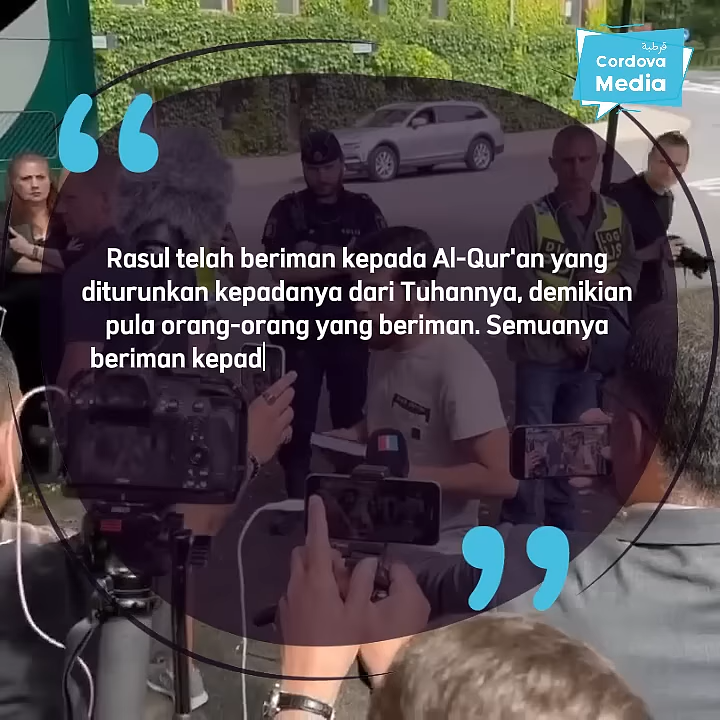 قرطبة
Cordova
Media
Rasul telah beriman kepada Al-Qur'an yang
diturunkan kepadanya dari Tuhannya, demikian
pula orang-orang yang beriman. Semuanya
beriman kepad